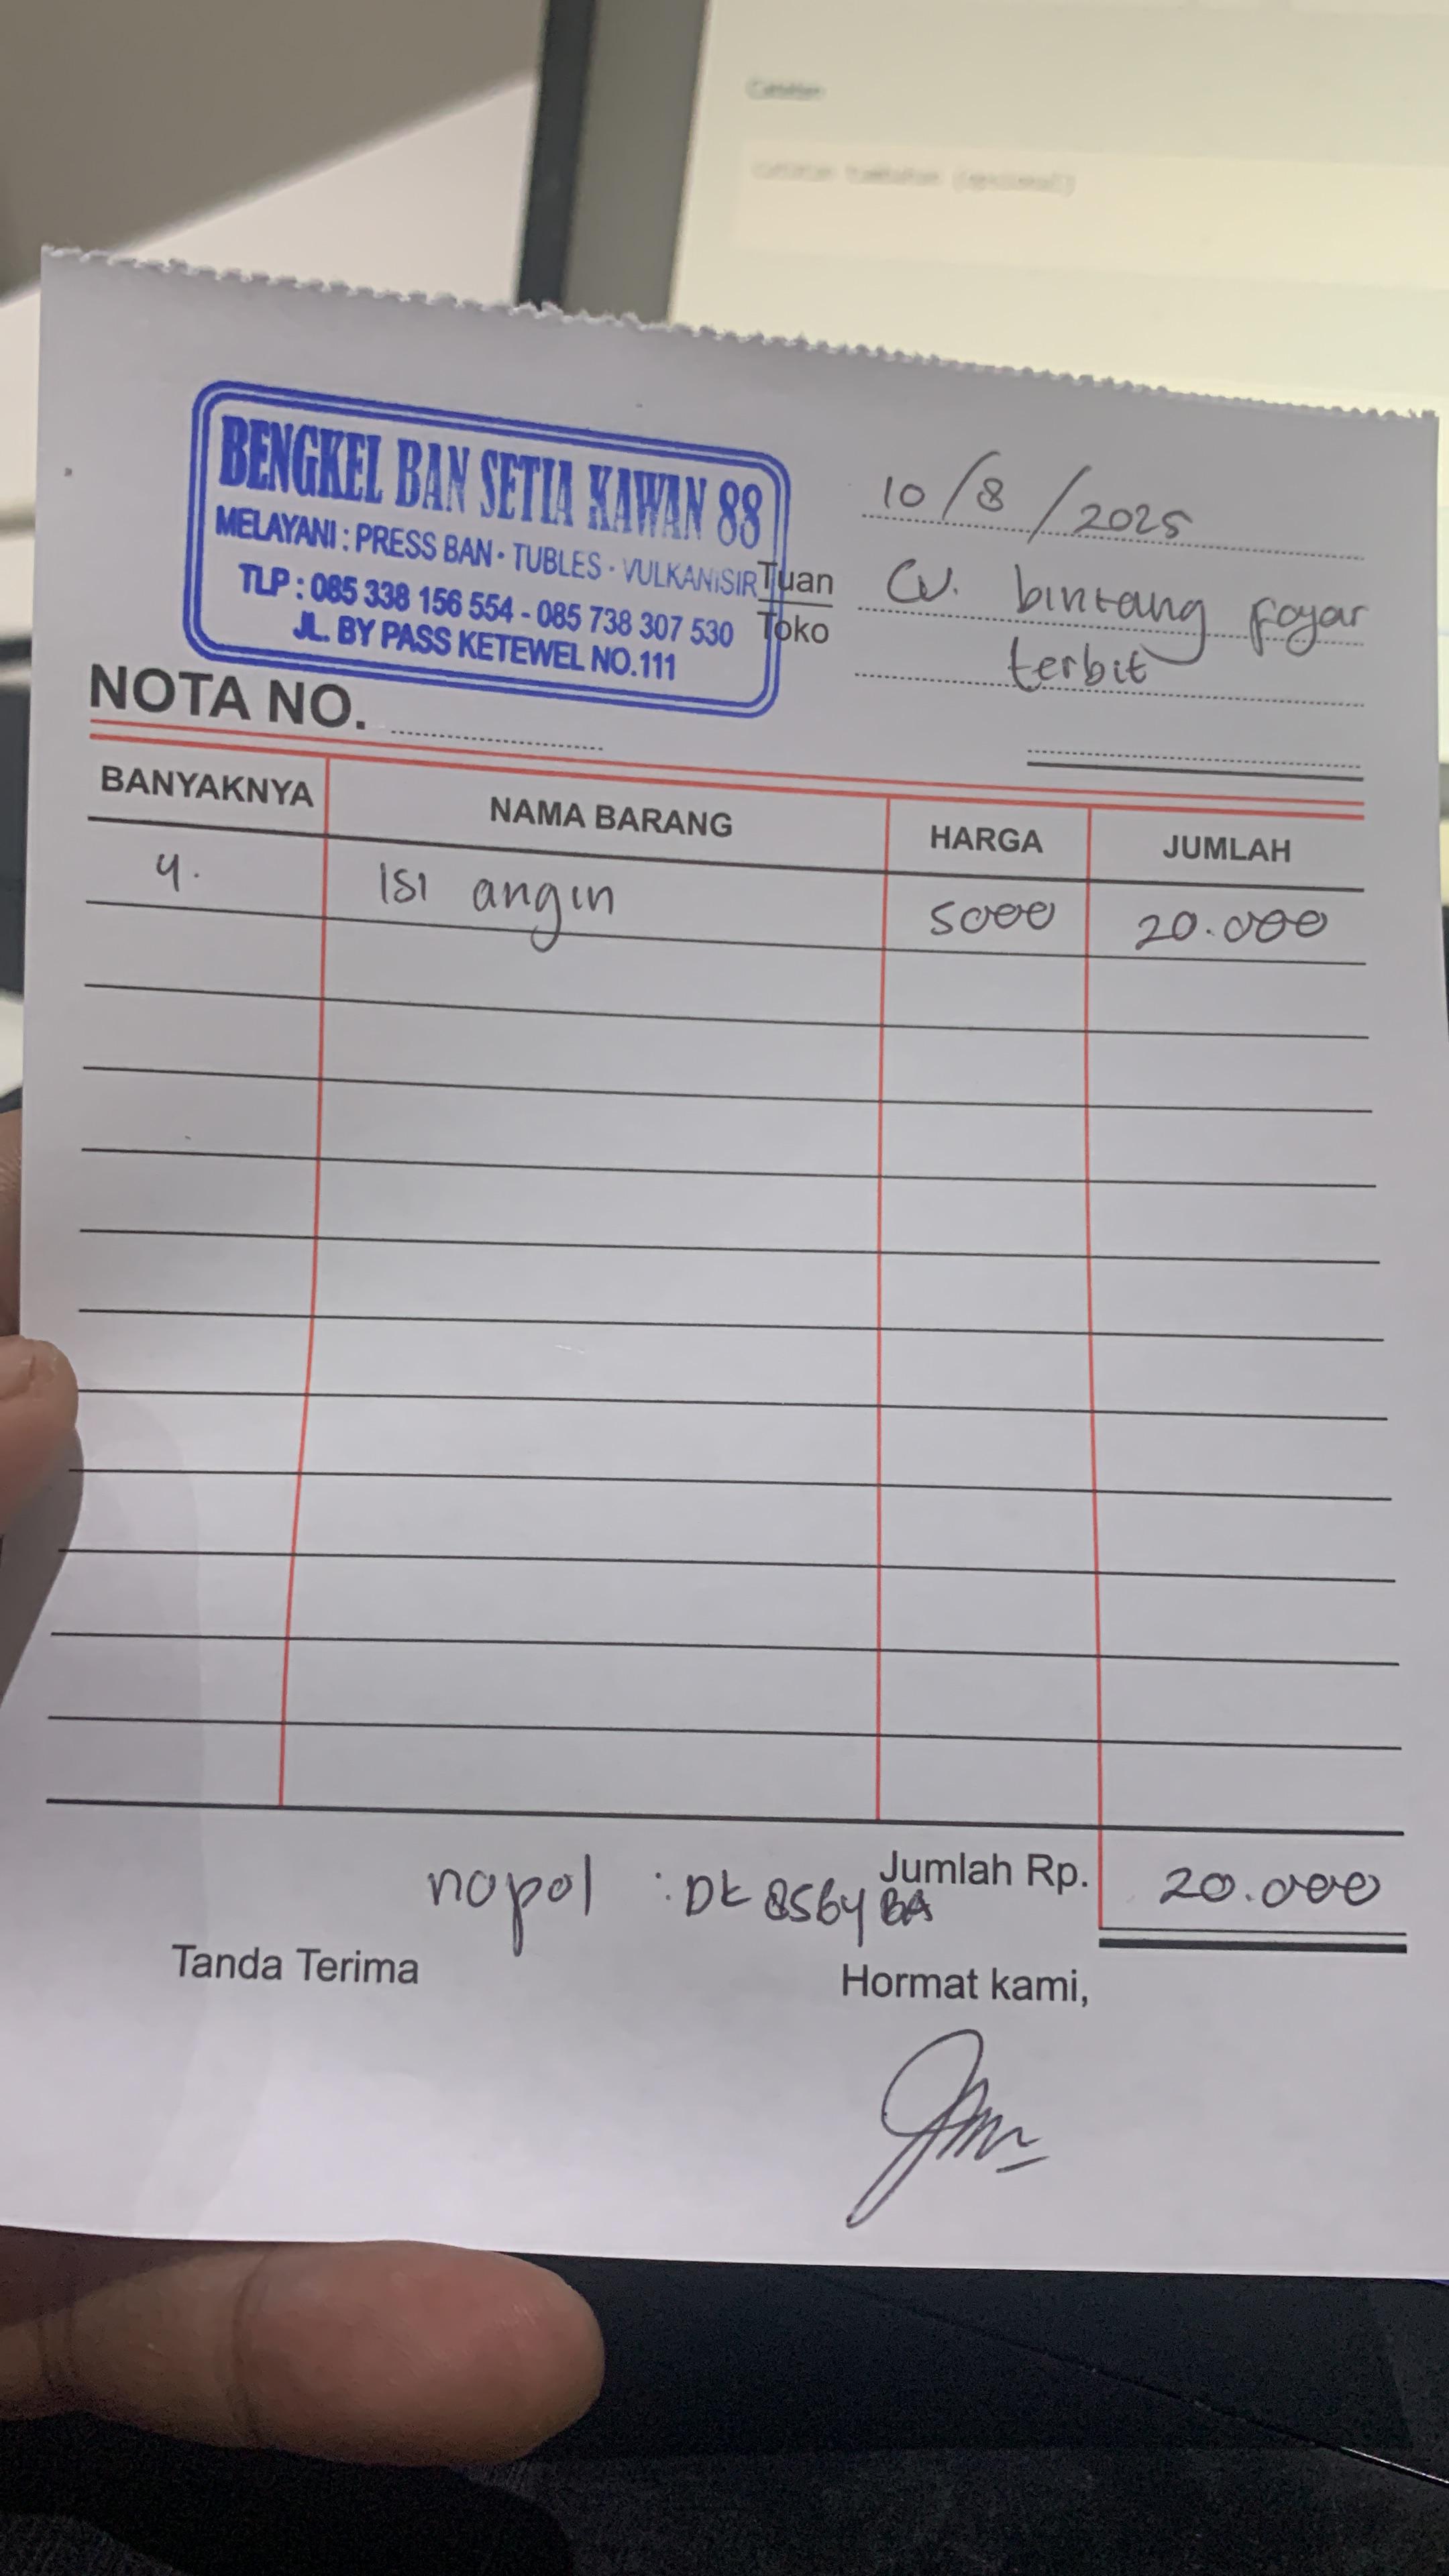 BENGKEL BAN SETIA KAWAN 88
MELAYANI : PRESS BAN · TUBLES · VULKANiSIR
TLP : 085 338 156 554 - 085 738 307 530
JL. BY PASS KETEWEL NO.111
10/8/2025
Tuan
Toko
CV. bintang fayar
terbit
NOTA NO.
BANYAKNYA NAMA BARANG HARGA JUMLAH
4. Isi angin 5000 20.000
Jumlah Rp. 20.000
nopol : DK 8564 BA
Tanda Terima
Hormat kami,